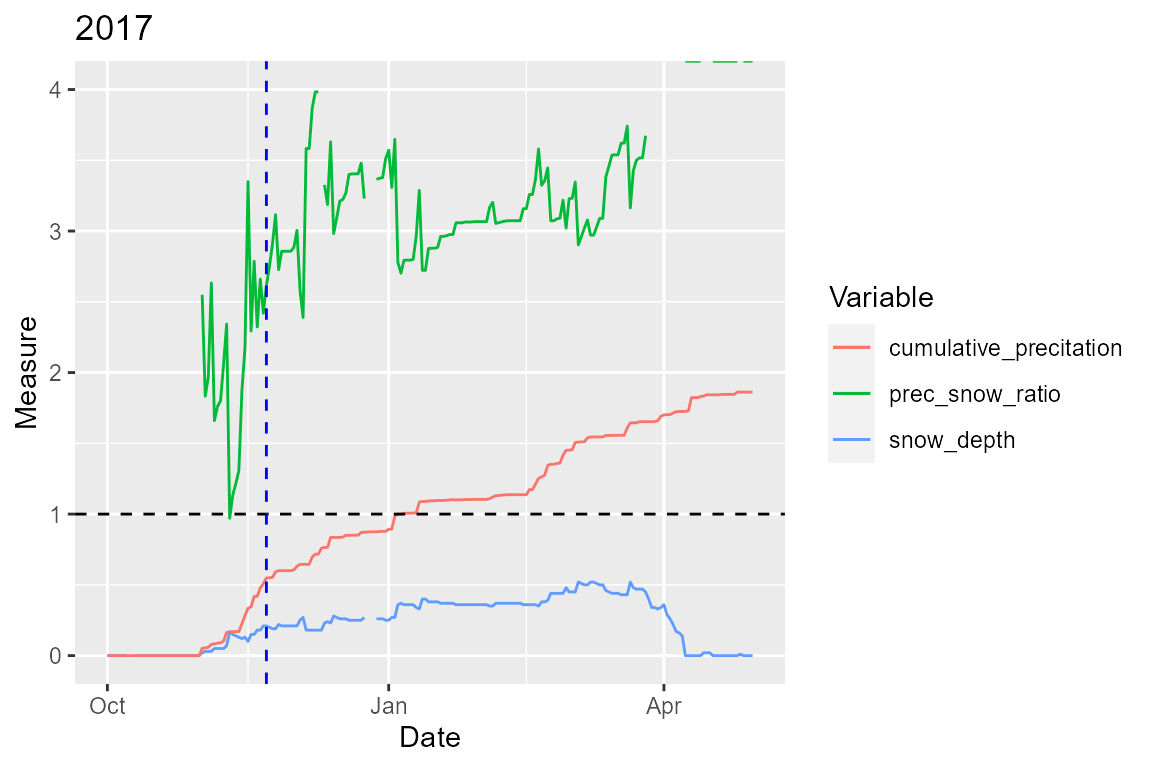 2017
4
3
2
1
0
Measure
Oct
Jan
Apr
Date
Variable
cumulative_precitation
prec_snow_ratio
snow_depth